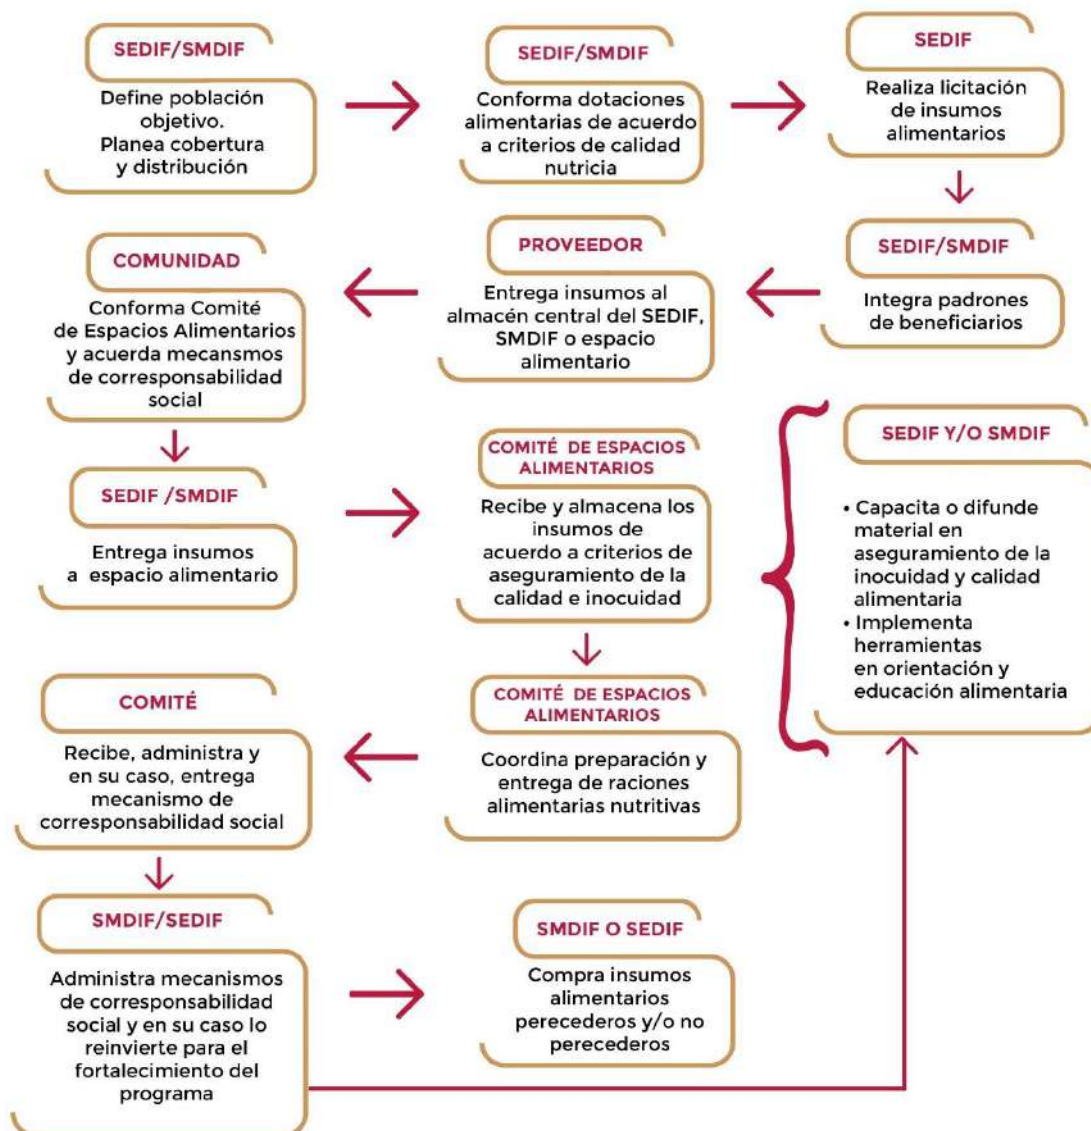 SEDIF/SMDIF
Define población
objetivo.
Planea cobertura
y distribución
SEDIF/SMDIF
Conforma dotaciones
alimentarias de acuerdo
a criterios de calidad
nutricia
SEDIF
Realiza licitación
de insumos
alimentarios
SEDIF/SMDIF
Integra padrones
de beneficiarios
PROVEEDOR
Entrega insumos al
almacén central del SEDIF,
SMDIF o espacio
alimentario
COMUNIDAD
Conforma Comité
de Espacios Alimentarios
y acuerda mecansmos
de corresponsabilidad
social
SEDIF /SMDIF
Entrega insumos
a espacio alimentario
COMITÉ DE ESPACIOS
ALIMENTARIOS
Recibe y almacena los
insumos de
acuerdo a criterios de
aseguramiento de la
calidad e inocuidad
SEDIF Y/O SMDIF
• Capacita o difunde
material en
aseguramiento de la
inocuidad y calidad
alimentaria
• Implementa
herramientas
en orientación y
educación alimentaria
COMITÉ DE ESPACIOS
ALIMENTARIOS
Coordina preparación y
entrega de raciones
alimentarias nutritivas
COMITÉ
Recibe, administra y
en su caso, entrega
mecanismo de
corresponsabilidad social
SMDIF/SEDIF
Administra mecanismos
de corresponsabilidad
social y en su caso lo
reinvierte para el
fortalecimiento del
programa
SMDIF O SEDIF
Compra insumos
alimentarios
perecederos y/o no
perecederos